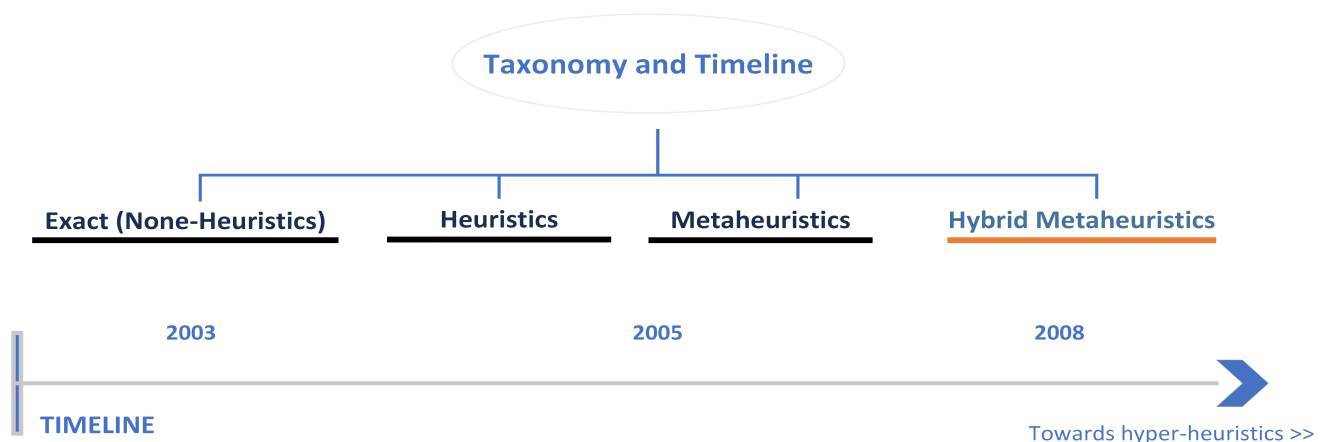 Taxonomy and Timeline
Exact (None-Heuristics)
Heuristics
Metaheuristics
Hybrid Metaheuristics
2003
2005
2008
TIMELINE
Towards hyper-heuristics >>